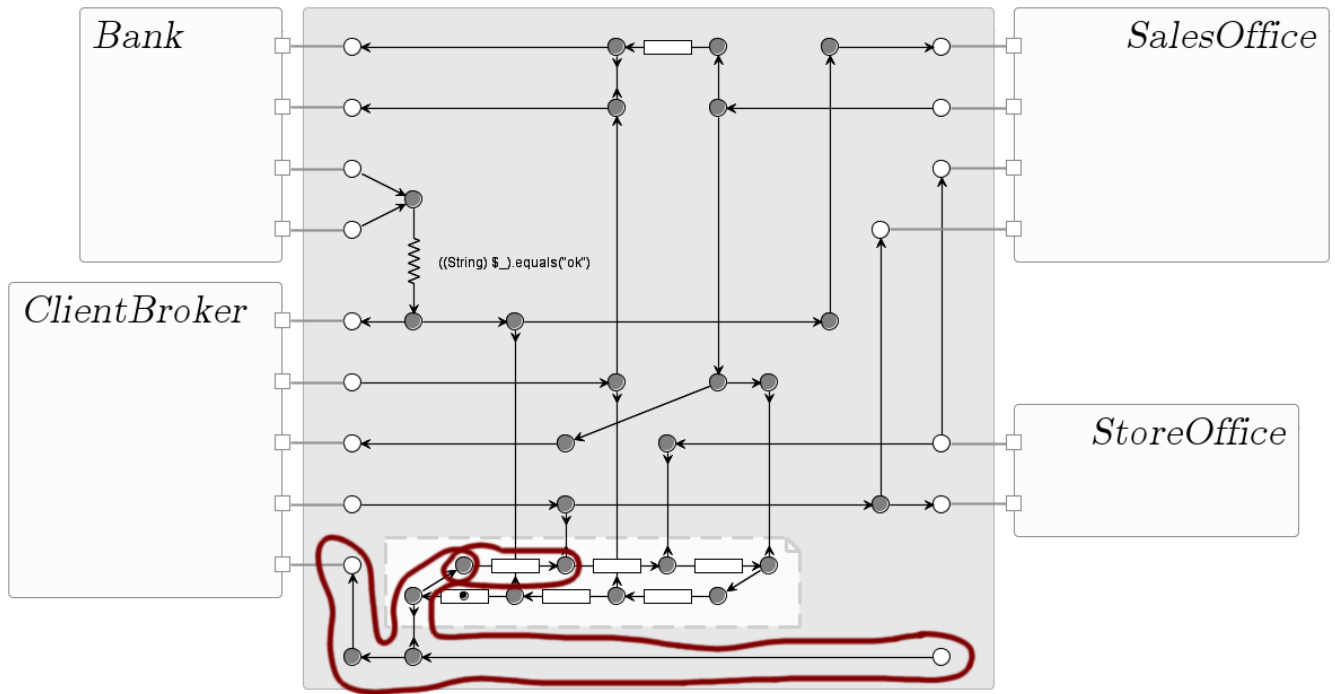 Bank
SalesOffice
((String) $_).equals("ok")
ClientBroker
StoreOffice